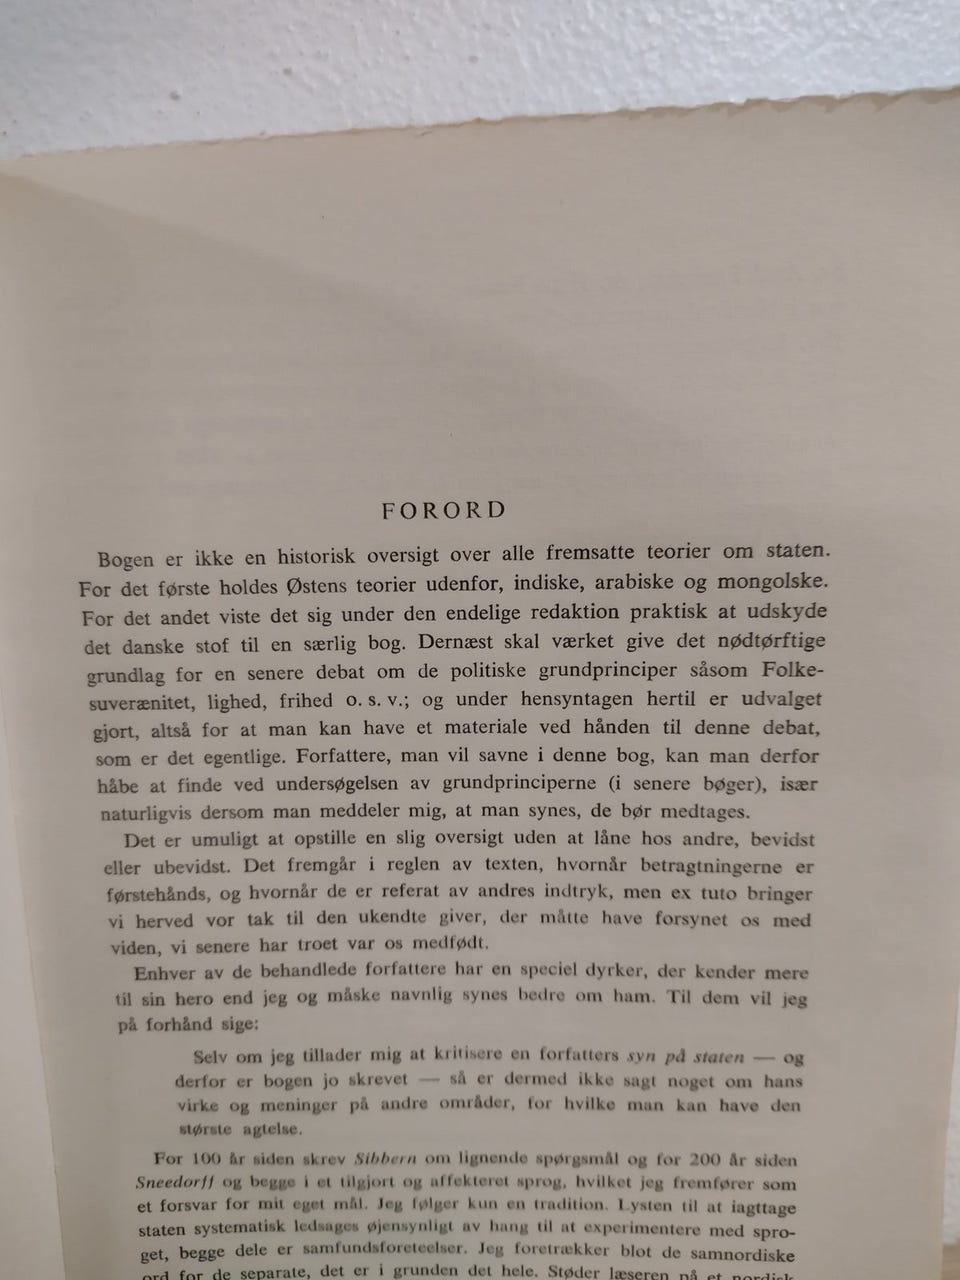 FORORD
Bogen er ikke en historisk oversigt over alle fremsatte teorier om staten.
For det første holdes Østens teorier udenfor, indiske, arabiske og mongolske.
For det andet viste det sig under den endelige redaktion praktisk at udskyde
det danske stof til en særlig bog. Dernæst skal værket give det nødtørftige
grundlag for en senere debat om de politiske grundprinciper såsom Folke-
suverænitet, lighed, frihed o. s. v.; og under hensyntagen hertil er udvalget
gjort, altså for at man kan have et materiale ved hånden til denne debat,
som er det egentlige. Forfattere, man vil savne i denne bog, kan man derfor
håbe at finde ved undersøgelsen av grundprinciperne (i senere bøger), især
naturligvis dersom man meddeler mig, at man synes, de bør medtages.
Det er umuligt at opstille en slig oversigt uden at låne hos andre, bevidst
eller ubevidst. Det fremgår i reglen av texten, hvornår betragtningerne er
førstehånds, og hvornår de er referat av andres indtryk, men ex tuto bringer
vi herved vor tak til den ukendte giver, der måtte have forsynet os med
viden, vi senere har troet var os medfødt.
Enhver av de behandlede forfattere har en speciel dyrker, der kender mere
til sin hero end jeg og måske navnlig synes bedre om ham. Til dem vil jeg
på forhånd sige:
Selv om jeg tillader mig at kritisere en forfatters syn på staten — og
derfor er bogen jo skrevet — så er dermed ikke sagt noget om hans
virke og meninger på andre områder, for hvilke man kan have den
største agtelse.
For 100 år siden skrev Sibbern om lignende spørgsmål og for 200 år siden
Sneedorff og begge i et tilgjort og affekteret sprog, hvilket jeg fremfører som
et forsvar for mit eget mål. Jeg følger kun en tradition. Lysten til at iagttage
staten systematisk ledsages øjensynligt av hang til at experimentere med spro-
get, begge dele er samfundsforeteelser. Jeg foretrækker blot de samnordiske
ord for de separate, det er i grunden det hele. Støder læseren på et nordisk